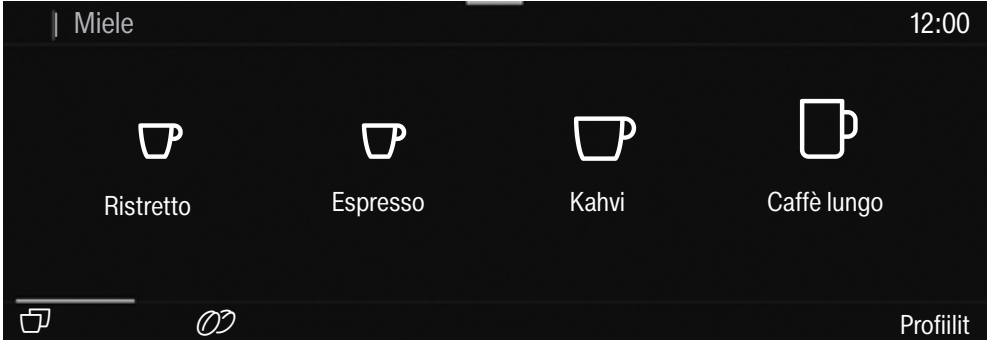 Miele
12:00
Ristretto
Espresso
Kahvi
Caffè lungo
Profiilit